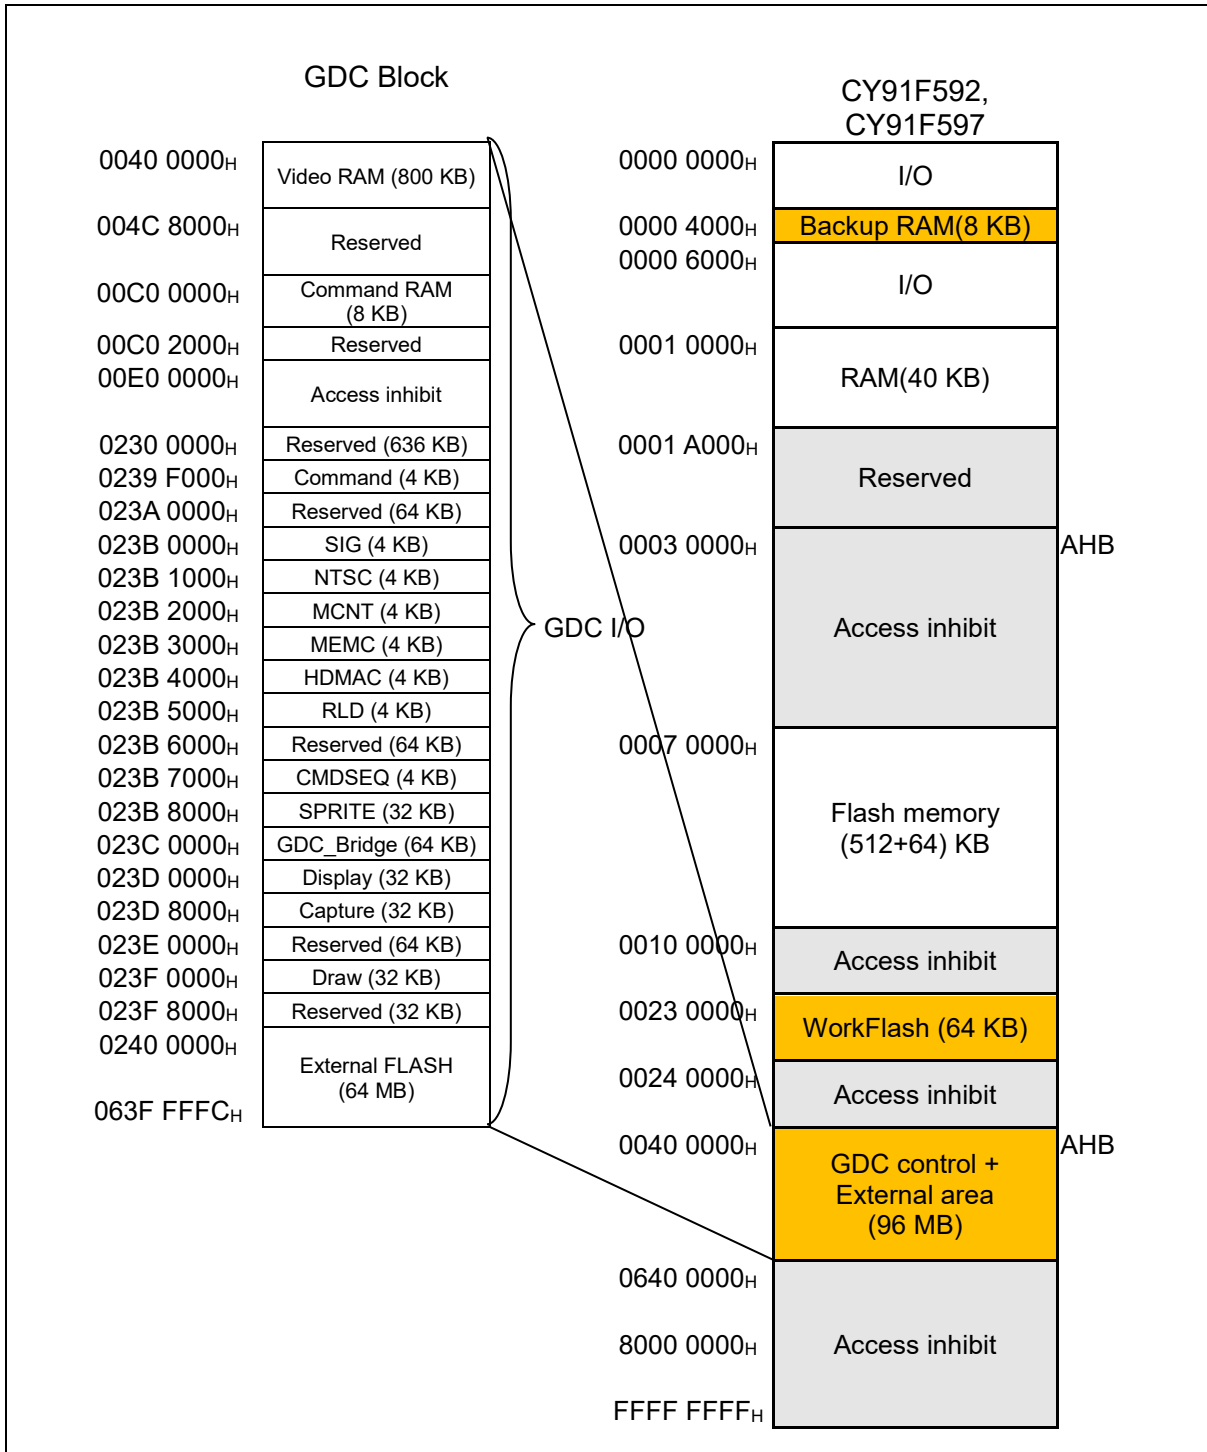 GDC Block
0040 0000H
Video RAM (800 KB)
004C 8000H
Reserved
00C0 0000H
Command RAM
(8 KB)
00C0 2000H
Reserved
00E0 0000H
Access inhibit
0230 0000H
Reserved (636 KB)
0239 F000H
Command (4 KB)
023A 0000H
Reserved (64 KB)
023B 0000H
SIG (4 KB)
023B 1000H
NTSC (4 KB)
023B 2000H
MCNT (4 KB)
023B 3000H
MEMC (4 KB)
023B 4000H
HDMAC (4 KB)
023B 5000H
RLD (4 KB)
023B 6000H
Reserved (64 KB)
023B 7000H
CMDSEQ (4 KB)
023B 8000H
SPRITE (32 KB)
023C 0000H
GDC_Bridge (64 KB)
023D 0000H
Display (32 KB)
023D 8000H
Capture (32 KB)
023E 0000H
Reserved (64 KB)
023F 0000H
Draw (32 KB)
023F 8000H
Reserved (32 KB)
0240 0000H
External FLASH
(64 MB)
063F FFFCH
GDC I/O
CY91F592,
CY91F597
0000 0000H
I/O
0000 4000H
Backup RAM(8 KB)
0000 6000H
I/O
0001 0000H
RAM(40 KB)
0001 A000H
Reserved
0003 0000H
AHB
Access inhibit
0007 0000H
Flash memory
(512+64) KB
0010 0000H
Access inhibit
0023 0000H
WorkFlash (64 KB)
0024 0000H
Access inhibit
0040 0000H
AHB
GDC control +
External area
(96 MB)
0640 0000H
8000 0000H
Access inhibit
FFFF FFFFH